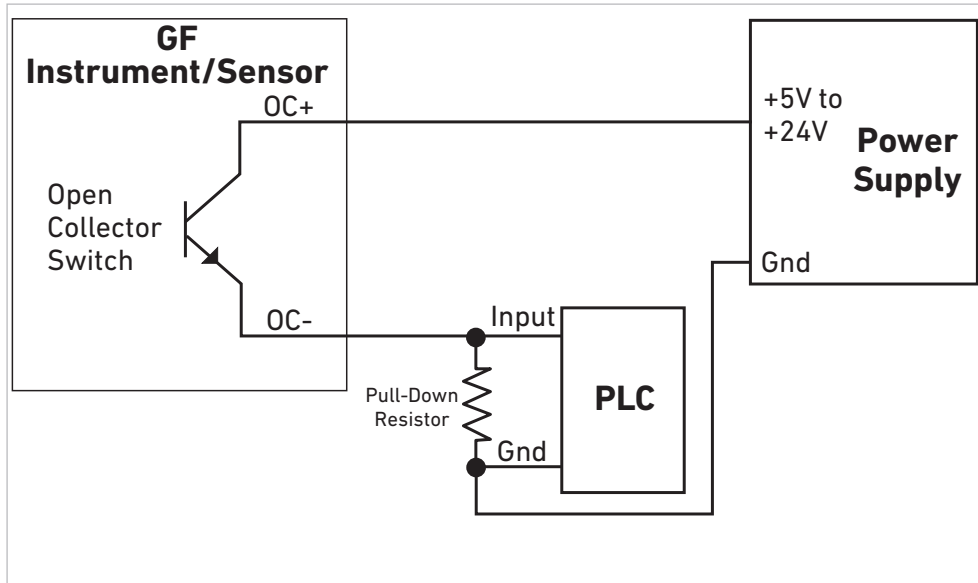 GF
Instrument/Sensor
OC+
Open
Collector
Switch
OC-
+5V to
+24V
Power
Supply
Gnd
Input
Pull-Down
Resistor
PLC
Gnd